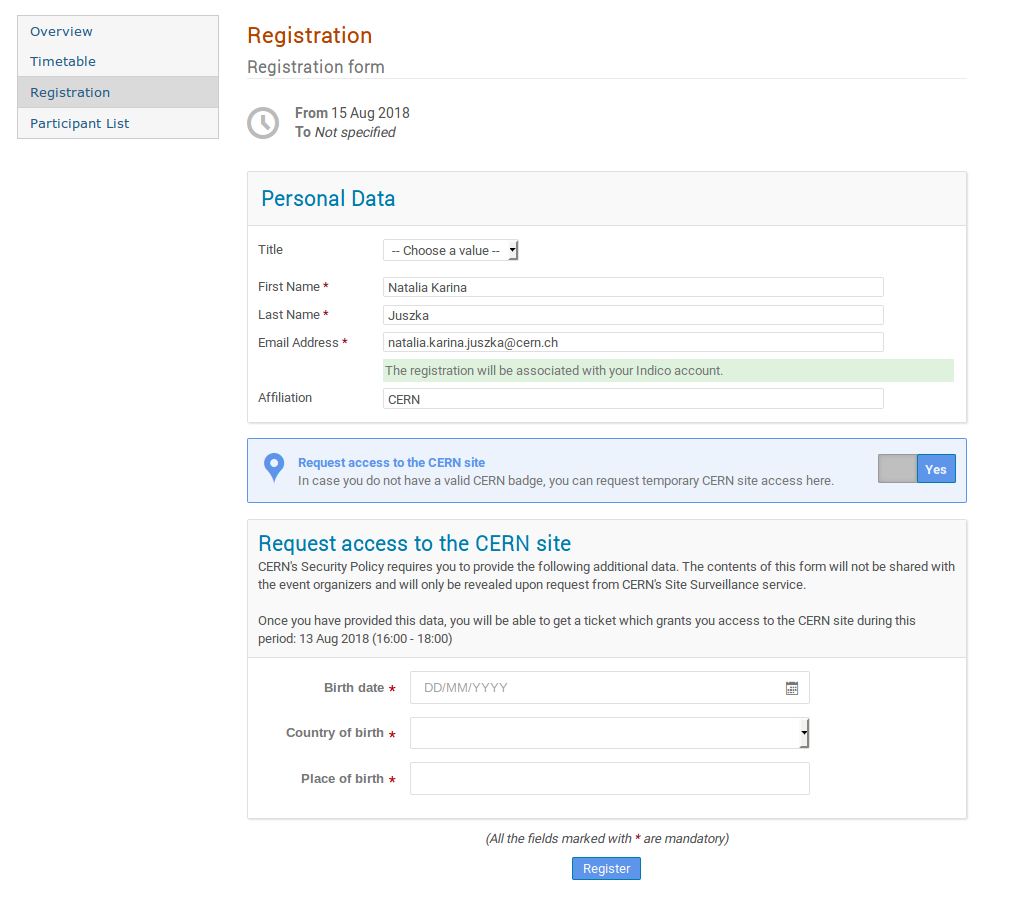 Overview
Timetable
Registration
Participant List
Registration
Registration form
From 15 Aug 2018
To Not specified
Personal Data
Title
-- Choose a value --
First Name *
Natalia Karina
Last Name *
Juszka
Email Address *
natalia.karina.juszka@cern.ch
The registration will be associated with your Indico account.
Affiliation
CERN
Request access to the CERN site
In case you do not have a valid CERN badge, you can request temporary CERN site access here.
Yes
Request access to the CERN site
CERN's Security Policy requires you to provide the following additional data. The contents of this form will not be shared with
the event organizers and will only be revealed upon request from CERN's Site Surveillance service.
Once you have provided this data, you will be able to get a ticket which grants you access to the CERN site during this
period: 13 Aug 2018 (16:00 - 18:00)
Birth date *
DD/MM/YYYY
Country of birth *
Place of birth *
(All the fields marked with * are mandatory)
Register